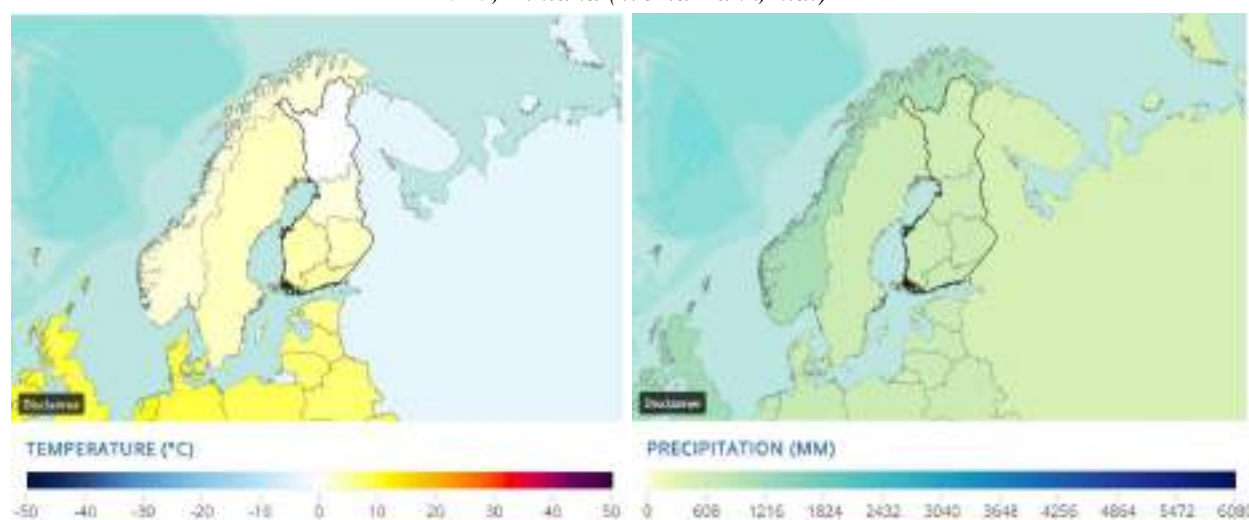 Disclaimer
Disclaimer
TEMPERATURE (°C)
-50 -40 -30 -20 -10 0 10 20 30 40 50
PRECIPITATION (MM)
0 608 1216 1824 2432 3040 3648 4256 4864 5472 6080